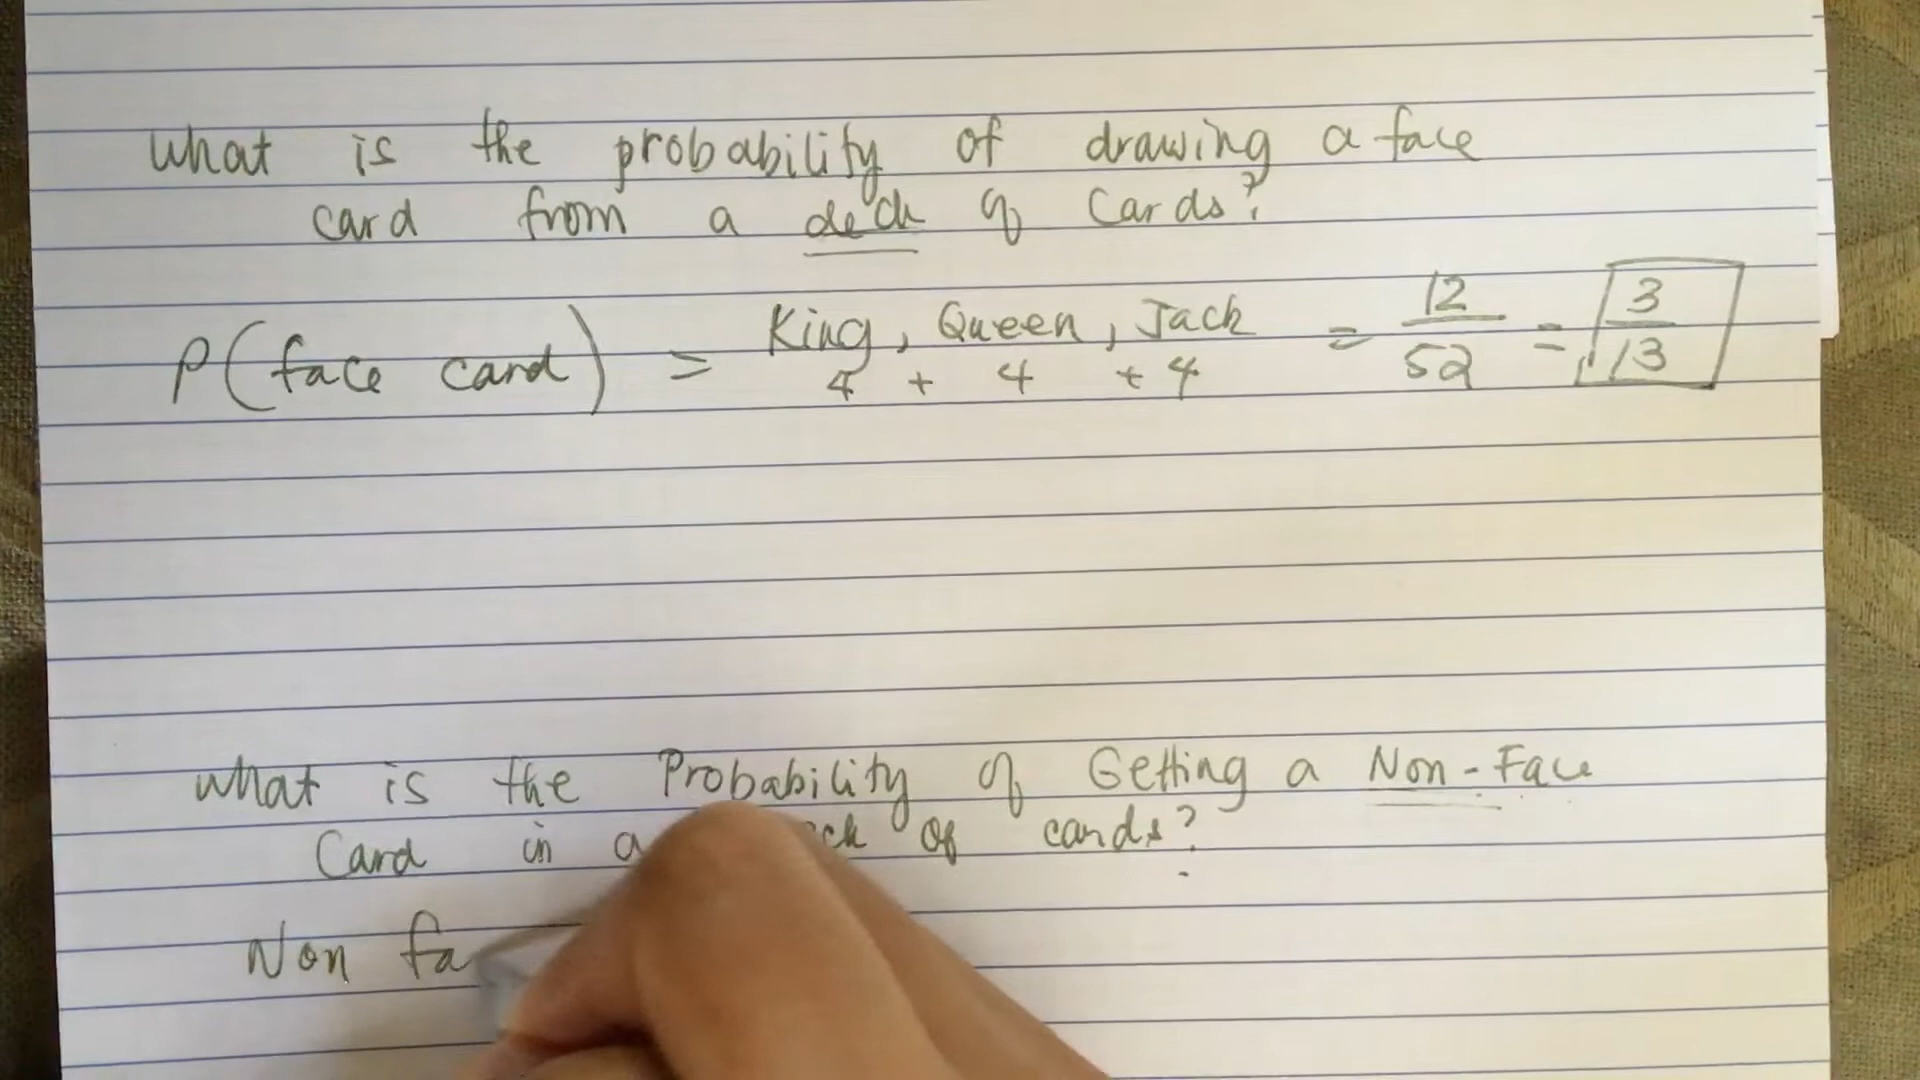 What is the probability of drawing a face
card from a deck of cards?
P(face card) = King, Queen, Jack = 12/52 = 3/13
4 + 4 + 4
What is the Probability of Getting a Non-Face
Card in a of cards?
Non fa